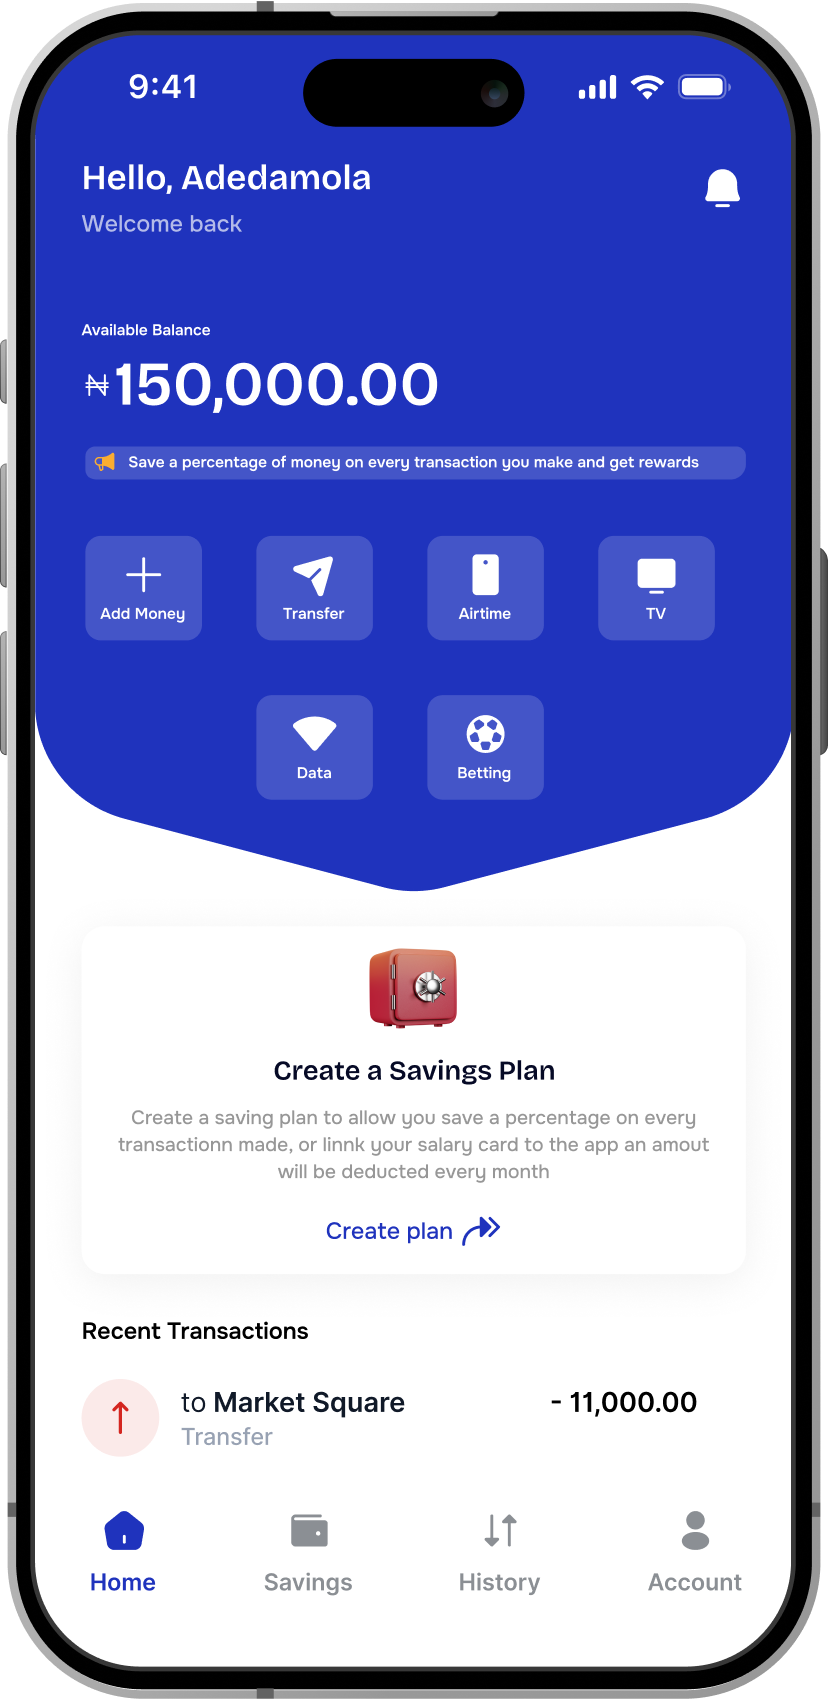 9:41
Hello, Adedamola
Welcome back
Available Balance
₦150,000.00
Save a percentage of money on every transaction you make and get rewards
Add Money
Transfer
Airtime
TV
Data
Betting
Create a Savings Plan
Create a saving plan to allow you save a percentage on every
transactionn made, or linnk your salary card to the app an amout
will be deducted every month
Create plan
Recent Transactions
to Market Square
- 11,000.00
Transfer
Home
Savings
History
Account